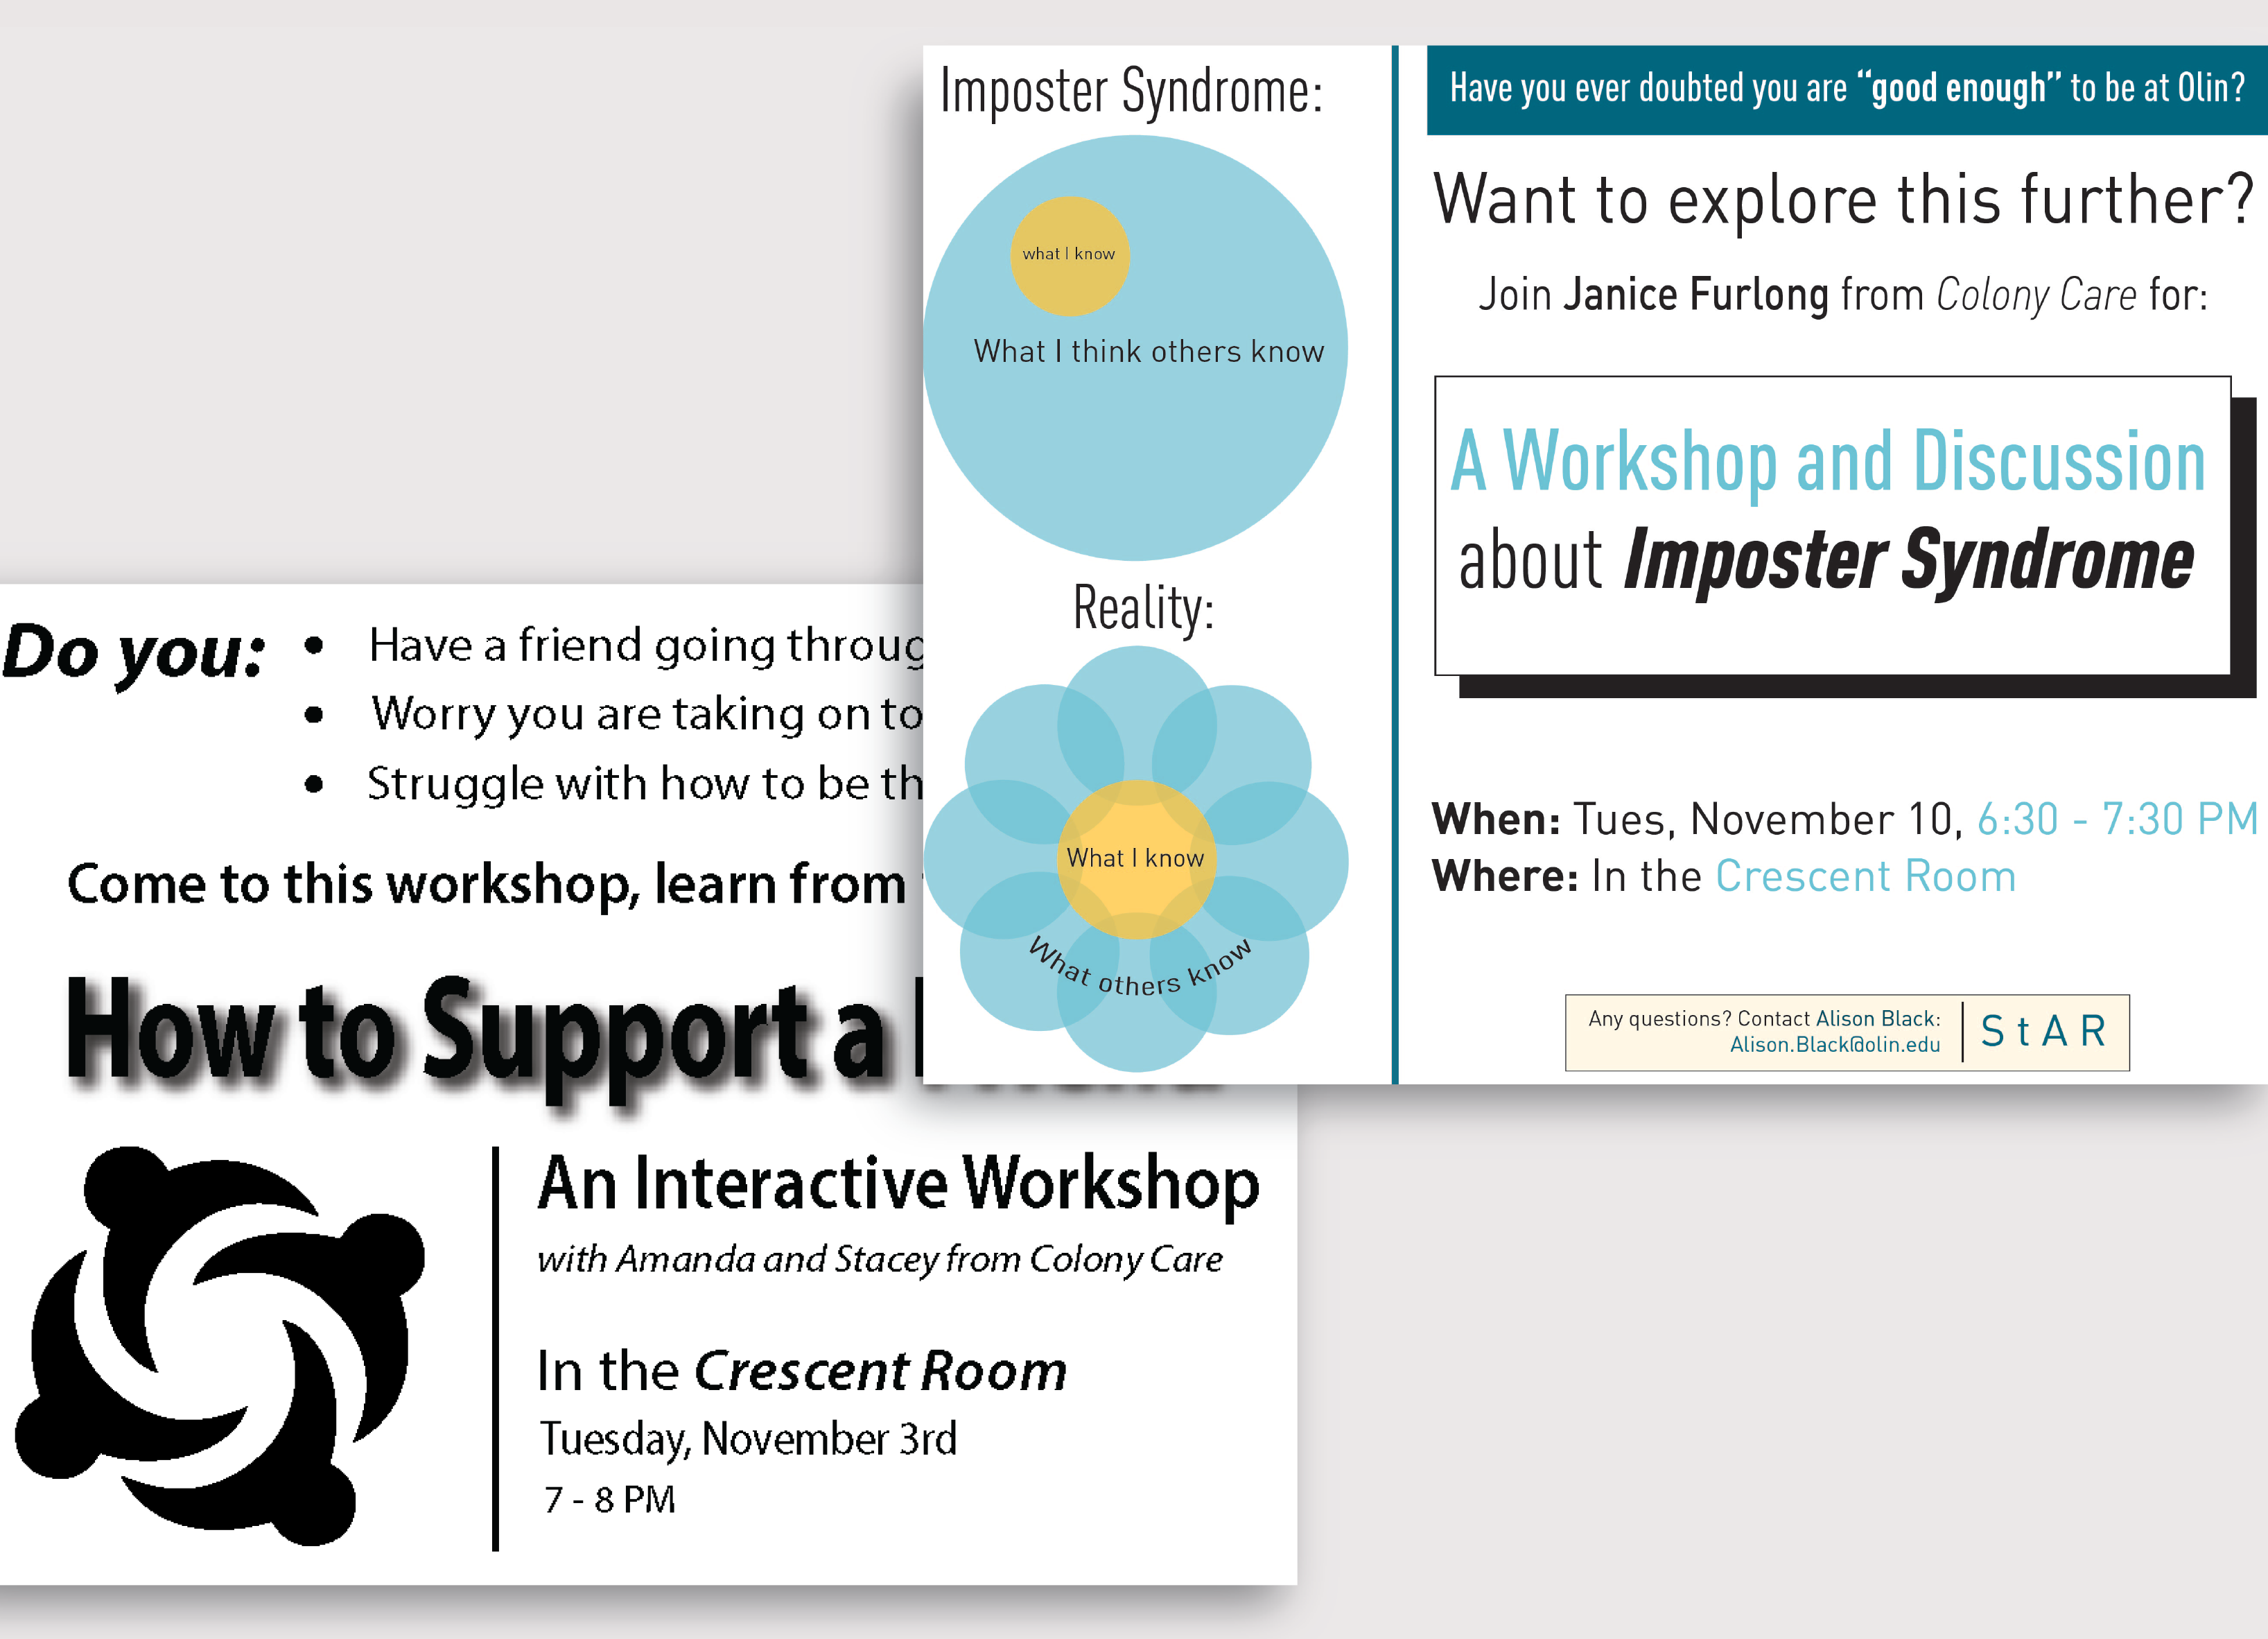 Imposter Syndrome:
what I know
What I think others know
Reality:
What I know
What others know
Have you ever doubted you are “good enough” to be at Olin?
Want to explore this further?
Join Janice Furlong from Colony Care for:
A Workshop and Discussion
about Imposter Syndrome
When: Tues, November 10, 6:30 - 7:30 PM
Where: In the Crescent Room
Any questions? Contact Alison Black:
Alison.Black@olin.edu
StAR
Do you:
• Have a friend going throug
• Worry you are taking on to
• Struggle with how to be th
Come to this workshop, learn from
How to Support a
An Interactive Workshop
with Amanda and Stacey from Colony Care
In the Crescent Room
Tuesday, November 3rd
7 - 8 PM